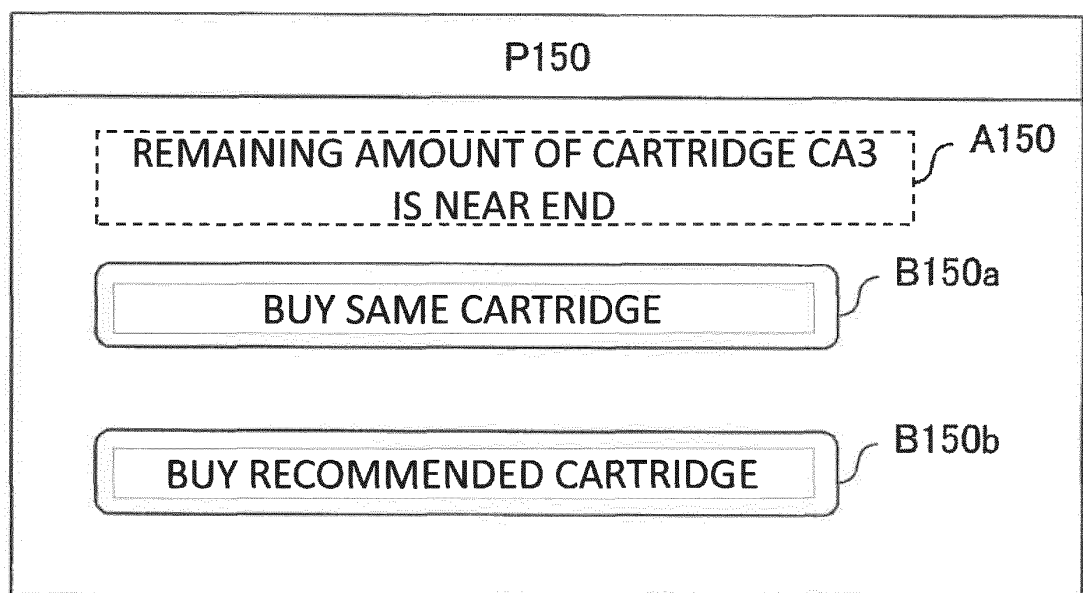 P150
REMAINING AMOUNT OF CARTRIDGE CA3
IS NEAR END
A150
BUY SAME CARTRIDGE
B150a
BUY RECOMMENDED CARTRIDGE
B150b